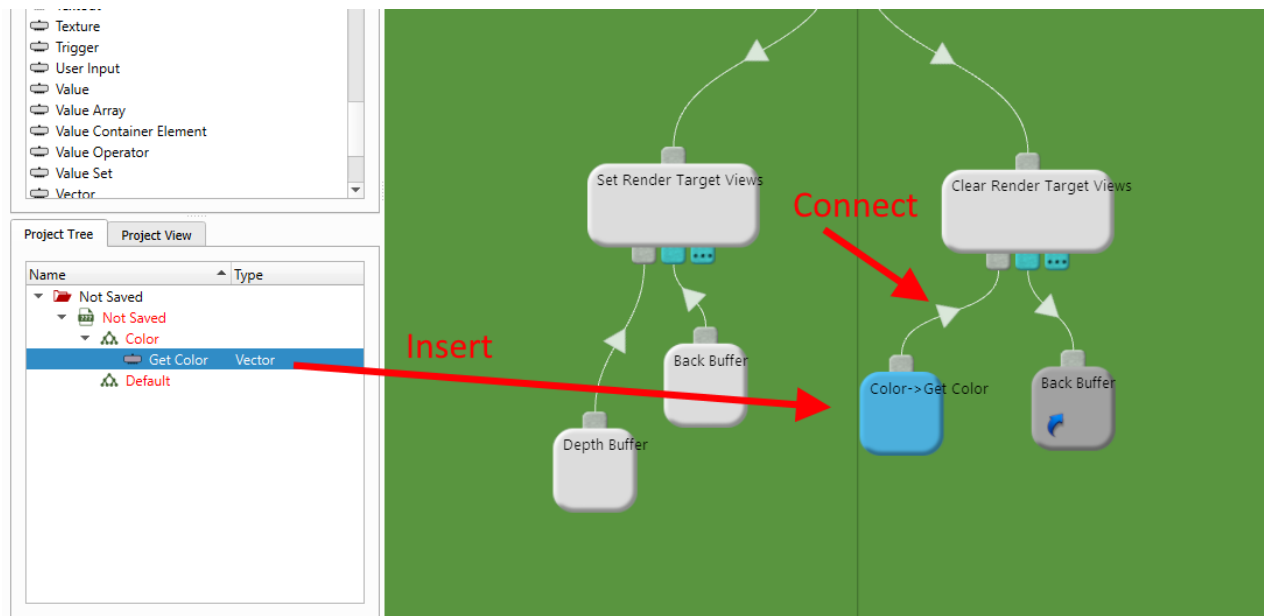 Texture
Trigger
User Input
Value
Value Array
Value Container Element
Value Operator
Value Set
Vector
Project Tree
Project View
Name
Type
Not Saved
Not Saved
Color
Get Color
Vector
Default
Set Render Target Views
Clear Render Target Views
Connect
Insert
Back Buffer
Depth Buffer
Color->Get Color
Back Buffer